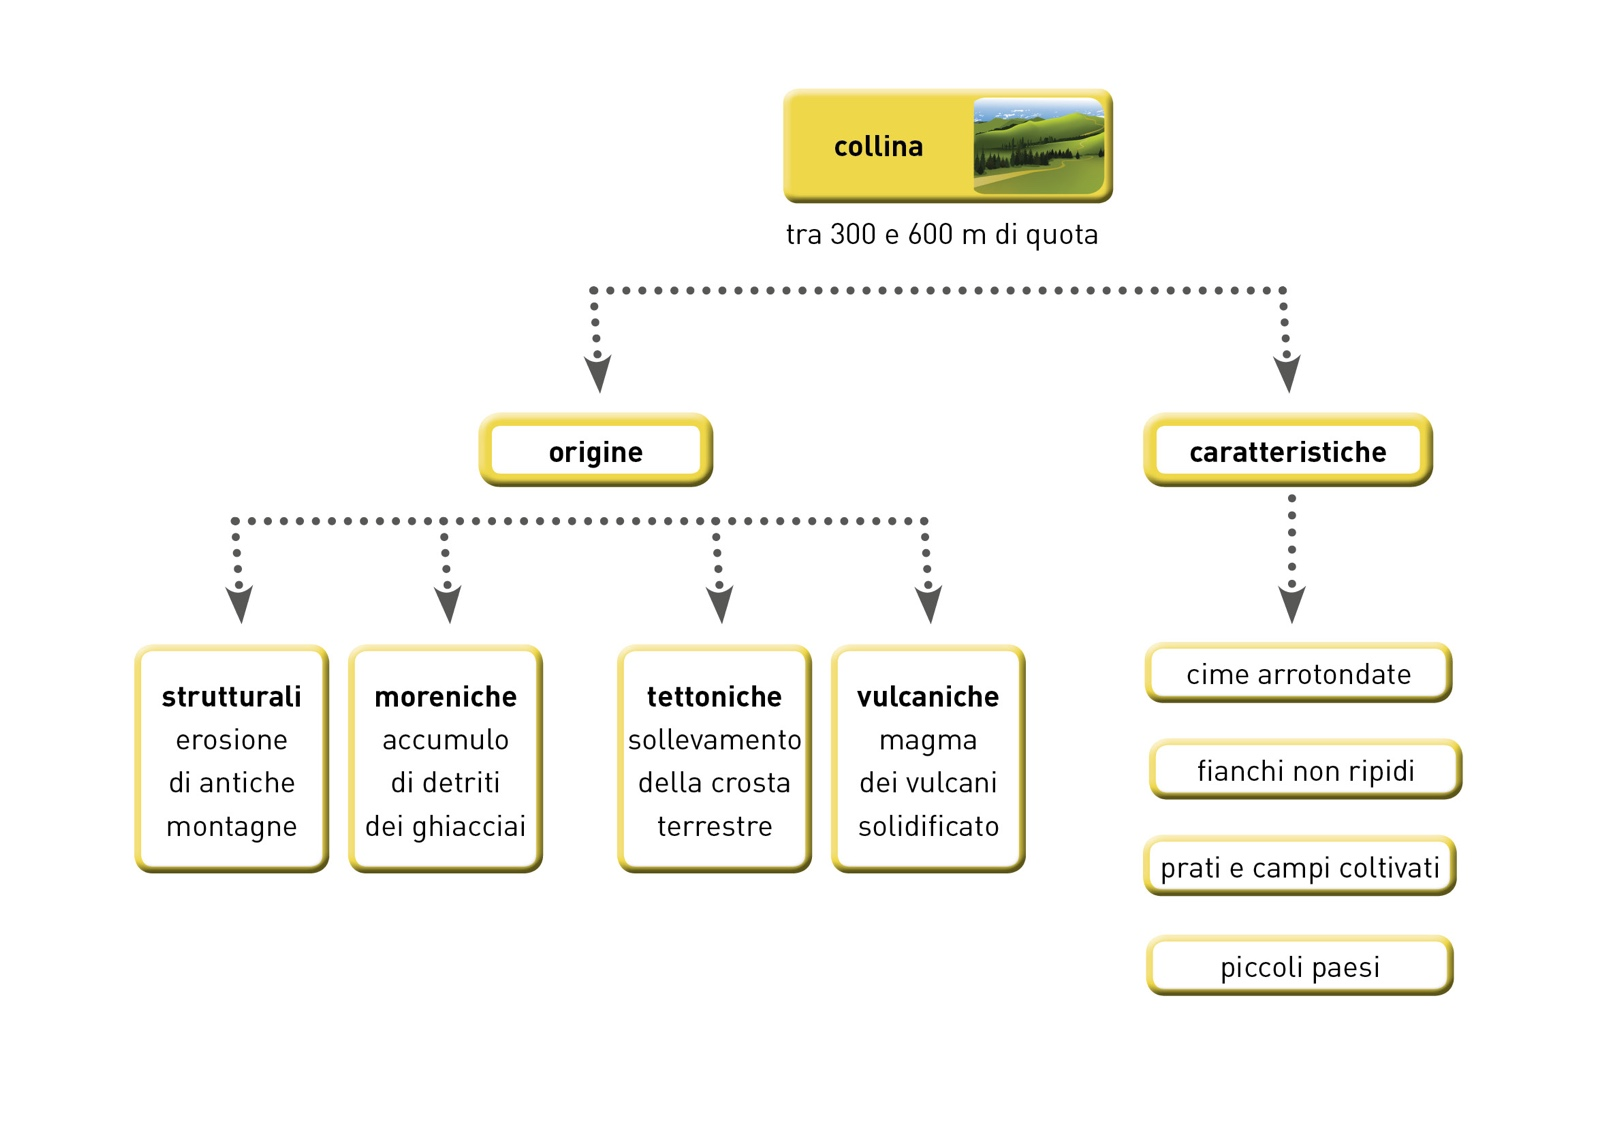 collina
tra 300 e 600 m di quota
origine
caratteristiche
strutturali
erosione
di antiche
montagne
moreniche
accumulo
di detriti
dei ghiacciai
tettoniche
sollevamento
della crosta
terrestre
vulcaniche
magma
dei vulcani
solidificato
cime arrotondate
fianchi non ripidi
prati e campi coltivati
piccoli paesi